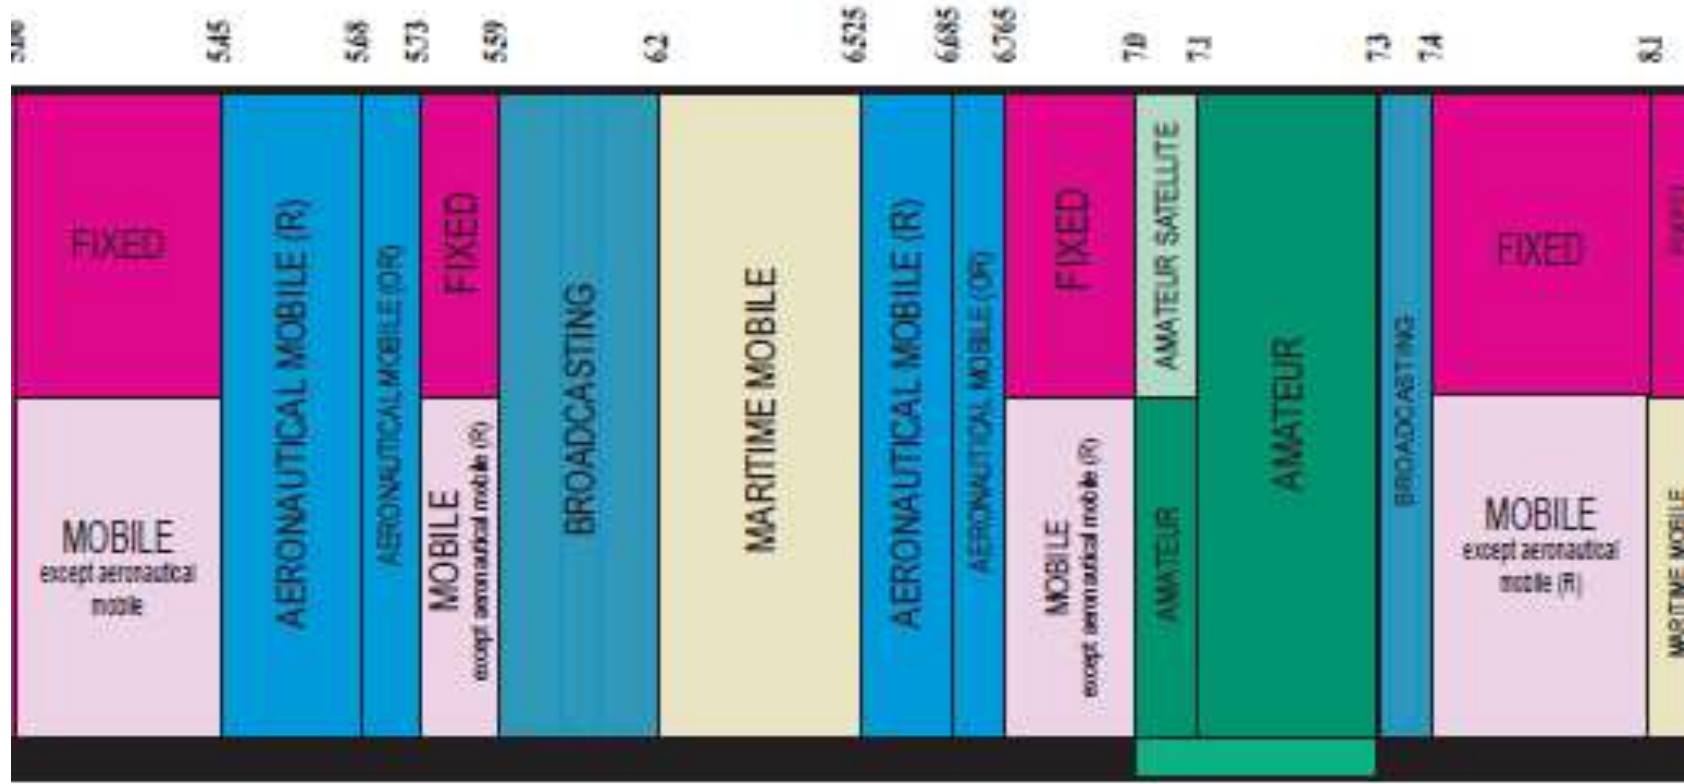 5.45
5.68
5.73
5.59
6.2
6.525
6.685
6.765
7.0
7.1
7.3
7.4
8.1
FIXED
MOBILE
except aeronautical
mobile
AERONAUTICAL MOBILE (R)
AERONAUTICAL MOBILE (OR)
FIXED
MOBILE
except aeronautical mobile (R)
BROADCASTING
MARITIME MOBILE
AERONAUTICAL MOBILE (R)
AERONAUTICAL MOBILE (OR)
FIXED
MOBILE
except aeronautical mobile (R)
AMATEUR SATELLITE
AMATEUR
AMATEUR
BROADCASTING
FIXED
MOBILE
except aeronautical
mobile (R)
MARITIME MOBILE